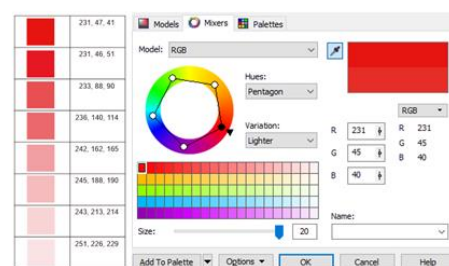 231, 47, 41
231, 46, 51
233, 88, 90
236, 140, 114
242, 162, 165
245, 188, 190
243, 213, 214
251, 226, 229
Models Mixers Palettes
Model: RGB
Hues:
Pentagon
Variation:
Lighter
Size: 20
RGB
R 231 R 231
G 45 G 45
B 40 B 40
Name:
Add To Palette Options OK Cancel Help